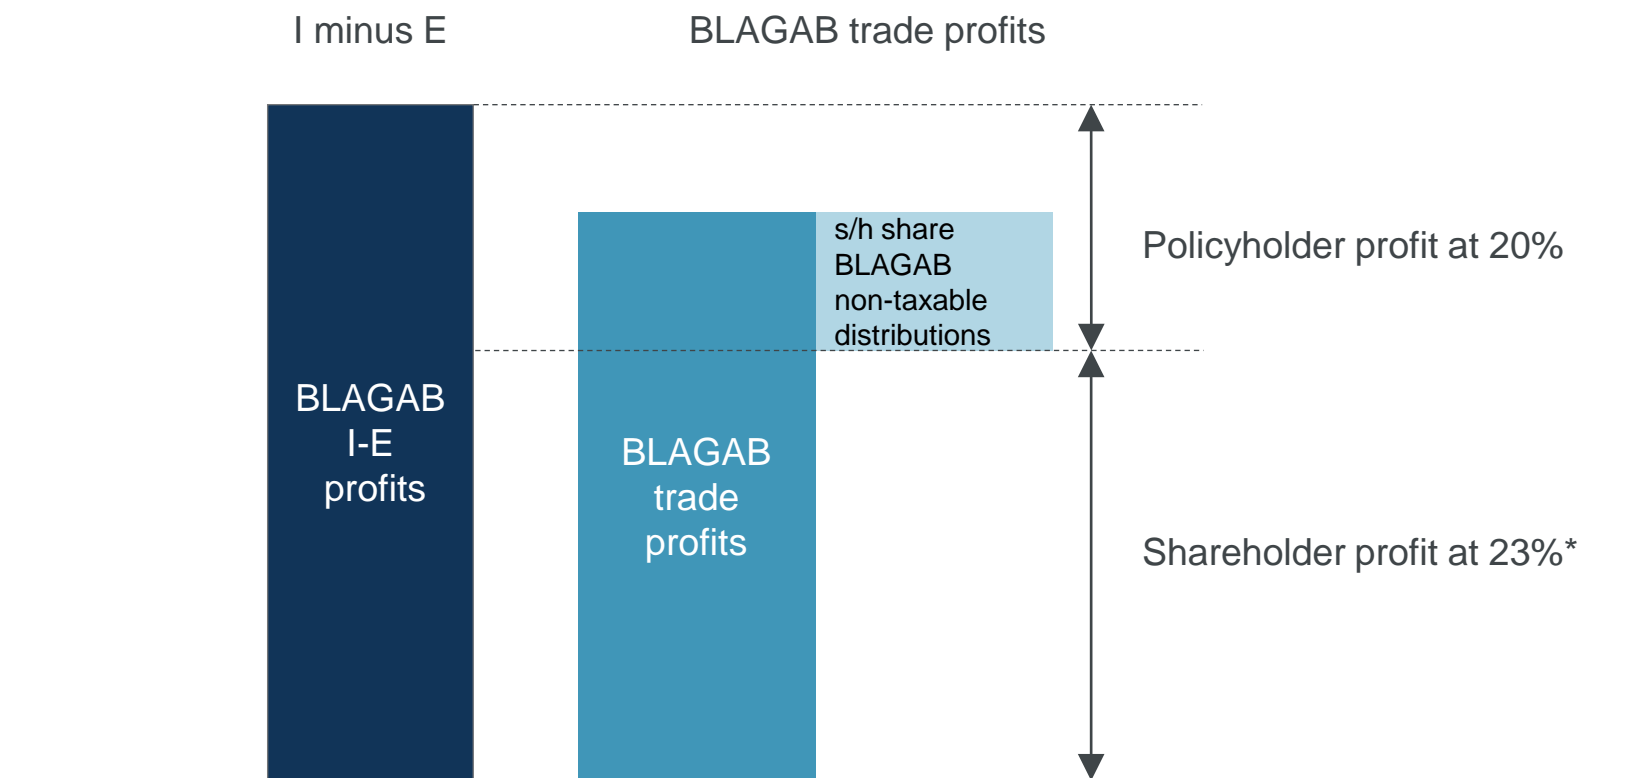 I minus E
BLAGAB trade profits
s/h share
BLAGAB
non-taxable
distributions
Policyholder profit at 20%
BLAGAB
I-E
profits
BLAGAB
trade
profits
Shareholder profit at 23%*